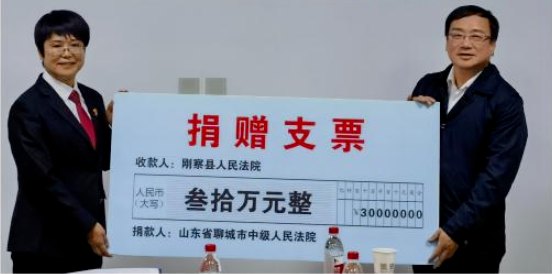 捐赠支票
收款人：刚察县人民法院
人民币
（大写）
叁拾万元整
¥30000000
捐款人：山东省聊城市中级人民法院